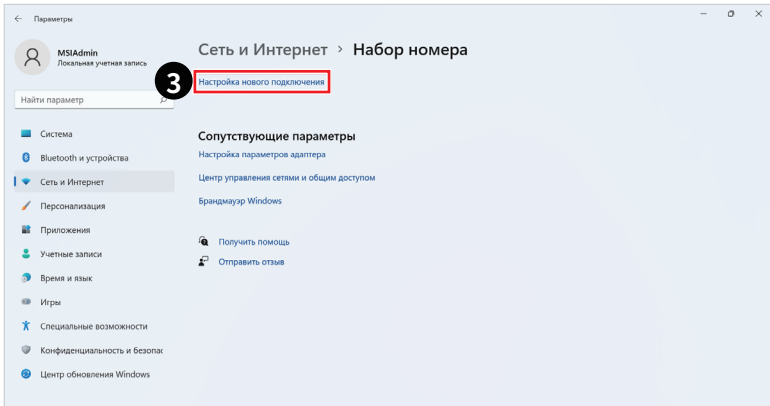 Параметры
MSIAdmin
Локальная учетная запись
Найти параметр
Система
Bluetooth и устройства
Сеть и Интернет
Персонализация
Приложения
Учетные записи
Время и язык
Игры
Специальные возможности
Конфиденциальность и безопас
Центр обновления Windows
Сеть и Интернет > Набор номера
3
Настройка нового подключения
Сопутствующие параметры
Настройка параметров адаптера
Центр управления сетями и общим доступом
Брандмауэр Windows
Получить помощь
Отправить отзыв